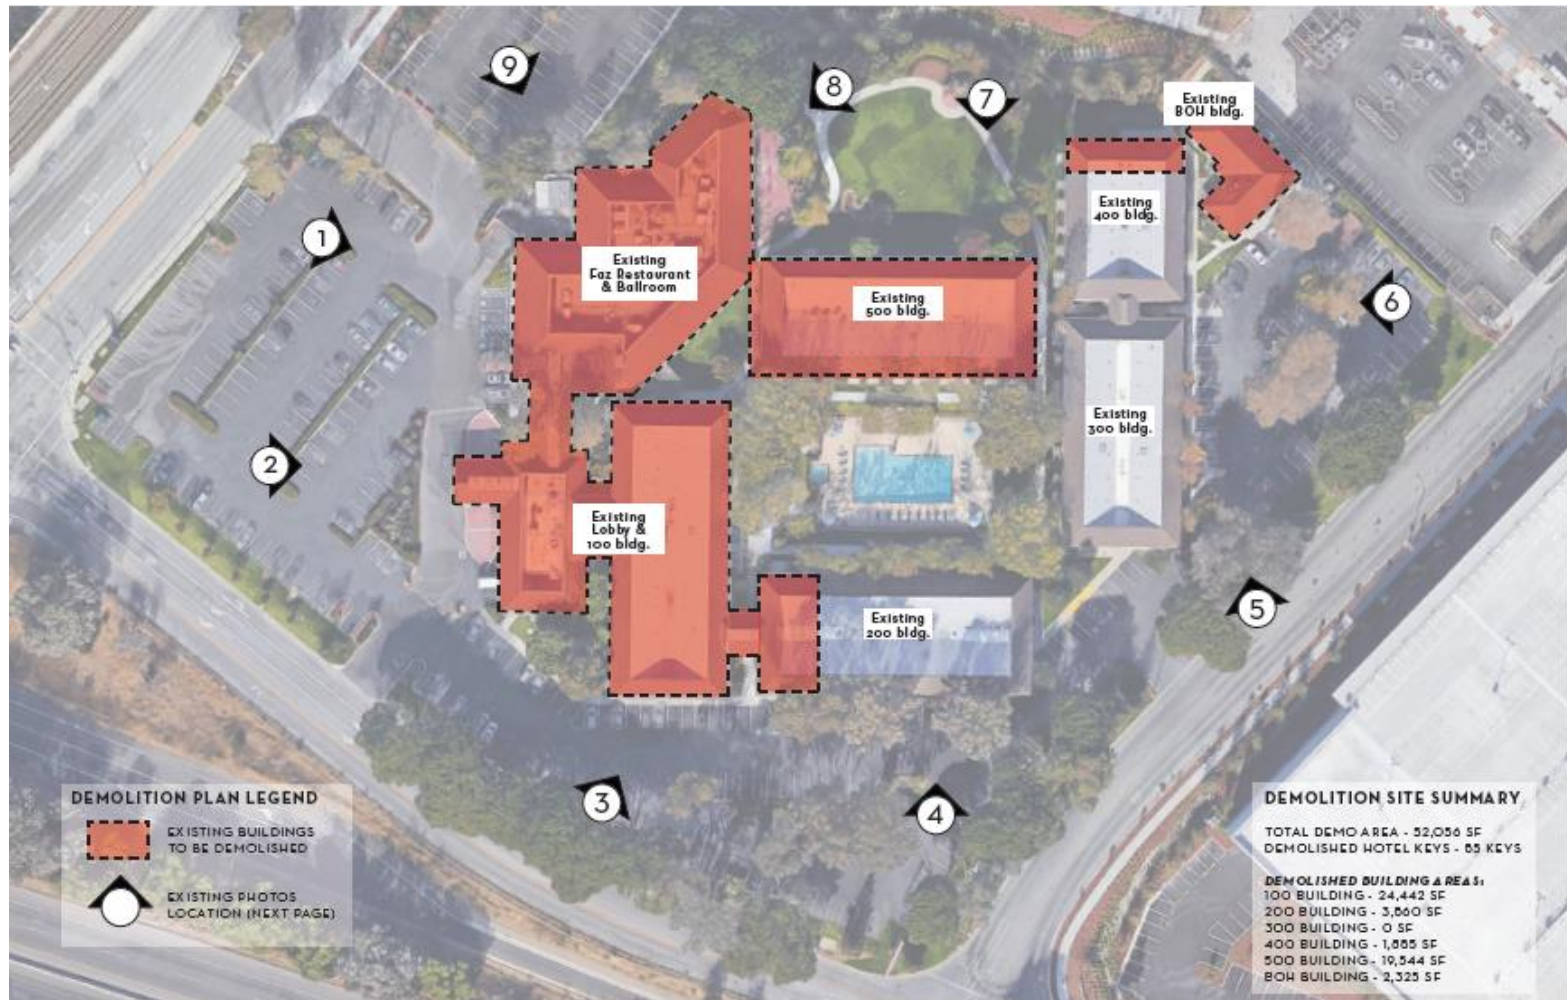 9
8
7
Existing
BOH bldg.
Existing
400 bldg.
1
Existing
Faz Restaurant
& Ballroom
Existing
500 bldg.
6
Existing
300 bldg.
2
Existing
Lobby &
100 bldg.
Existing
200 bldg.
5
3
4
DEMOLITION PLAN LEGEND
EXISTING BUILDINGS
TO BE DEMOLISHED
EXISTING PHOTOS
LOCATION (NEXT PAGE)
DEMOLITION SITE SUMMARY
TOTAL DEMO AREA - 52,056 SF
DEMOLISHED HOTEL KEYS - 85 KEYS
DEMOLISHED BUILDING AREAS:
100 BUILDING - 24,442 SF
200 BUILDING - 3,860 SF
300 BUILDING - 0 SF
400 BUILDING - 1,885 SF
500 BUILDING - 19,544 SF
BOH BUILDING - 2,325 SF